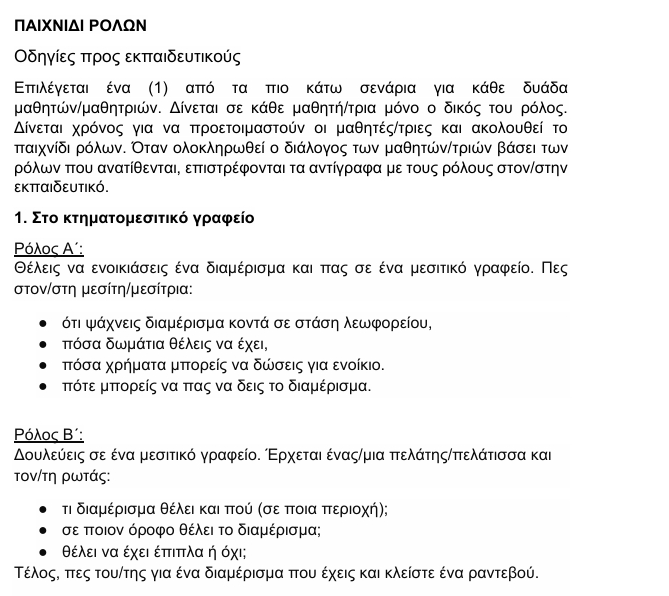 ΠΑΙΧΝΙΔΙ ΡΟΛΩΝ
Οδηγίες προς εκπαιδευτικούς
Επιλέγεται ένα (1) από τα πιο κάτω σενάρια για κάθε δυάδα
μαθητών/μαθητριών. Δίνεται σε κάθε μαθητή/τρια μόνο ο δικός του ρόλος.
Δίνεται χρόνος για να προετοιμαστούν οι μαθητές/τριες και ακολουθεί το
παιχνίδι ρόλων. Όταν ολοκληρωθεί ο διάλογος των μαθητών/τριών βάσει των
ρόλων που ανατίθενται, επιστρέφονται τα αντίγραφα με τους ρόλους στον/στην
εκπαιδευτικό.
1. Στο κτηματομεσιτικό γραφείο
Ρόλος Α΄:
Θέλεις να ενοικιάσεις ένα διαμέρισμα και πας σε ένα μεσιτικό γραφείο. Πες
στον/στη μεσίτη/μεσίτρια:
● ότι ψάχνεις διαμέρισμα κοντά σε στάση λεωφορείου,
● πόσα δωμάτια θέλεις να έχει,
● πόσα χρήματα μπορείς να δώσεις για ενοίκιο.
● πότε μπορείς να πας να δεις το διαμέρισμα.
Ρόλος Β΄:
Δουλεύεις σε ένα μεσιτικό γραφείο. Έρχεται ένας/μια πελάτης/πελάτισσα και
τον/τη ρωτάς:
● τι διαμέρισμα θέλει και πού (σε ποια περιοχή);
● σε ποιον όροφο θέλει το διαμέρισμα;
● θέλει να έχει έπιπλα ή όχι;
Τέλος, πες του/της για ένα διαμέρισμα που έχεις και κλείστε ένα ραντεβού.